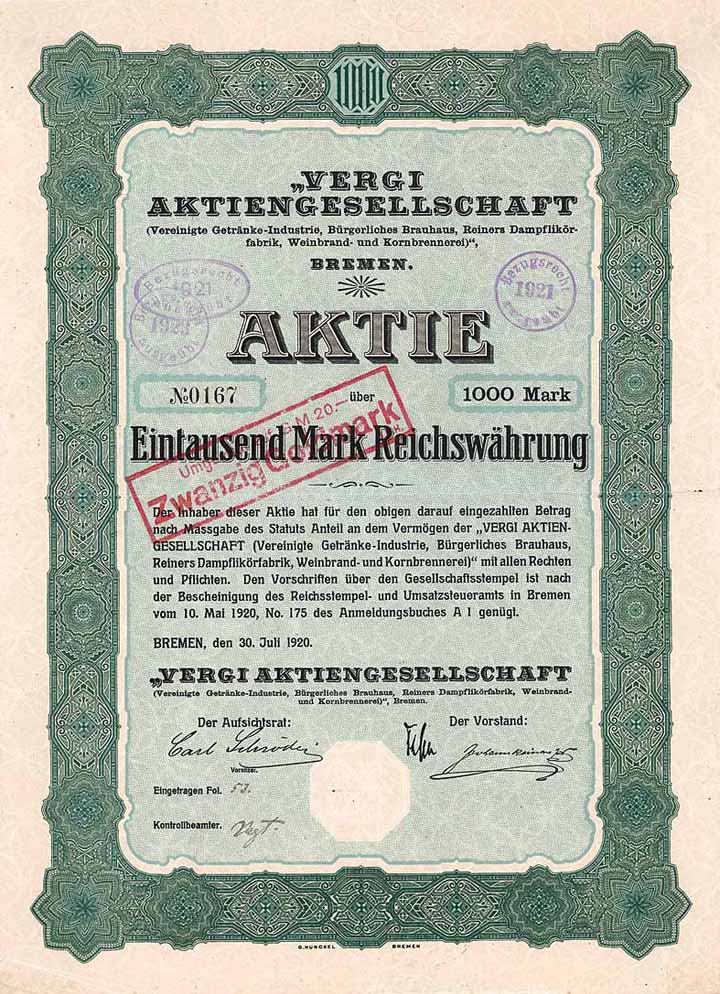 1000
„VERGI
AKTIENGESELLSCHAFT
(Vereinigte Getränke-Industrie, Bürgerliches Brauhaus, Reiners Dampflikör-
fabrik, Weinbrand- und Kornbrennerei)“,
BREMEN.
Bezugsrecht
1921
Bezugsrecht
1923
ausgeübt
Bezugsrecht
1921
AKTIE
№0167
über
1000 Mark
G.M 20.—
Zwanzig Goldmark
Eintausend Mark Reichswährung
Der Inhaber dieser Aktie hat für den obigen darauf eingezahlten Betrag
nach Massgabe des Statuts Anteil an dem Vermögen der „VERGI AKTIEN-
GESELLSCHAFT (Vereinigte Getränke-Industrie, Bürgerliches Brauhaus,
Reiners Dampflikörfabrik, Weinbrand- und Kornbrennerei)“ mit allen Rechten
und Pflichten. Den Vorschriften über den Gesellschaftsstempel ist nach
der Bescheinigung des Reichsstempel- und Umsatzsteueramts in Bremen
vom 10. Mai 1920, No. 175 des Anmeldungsbuches A I genügt.
BREMEN, den 30. Juli 1920.
„VERGI AKTIENGESELLSCHAFT
(Vereinigte Getränke-Industrie, Bürgerliches Brauhaus, Reiners Dampflikörfabrik, Weinbrand-
und Kornbrennerei)“, Bremen.
Der Aufsichtsrat:
Der Vorstand:
Carl Schröder
Vorsitzer.
Eingetragen Fol. 53.
Kontrollbeamter.
G. HUNCKEL BREMEN